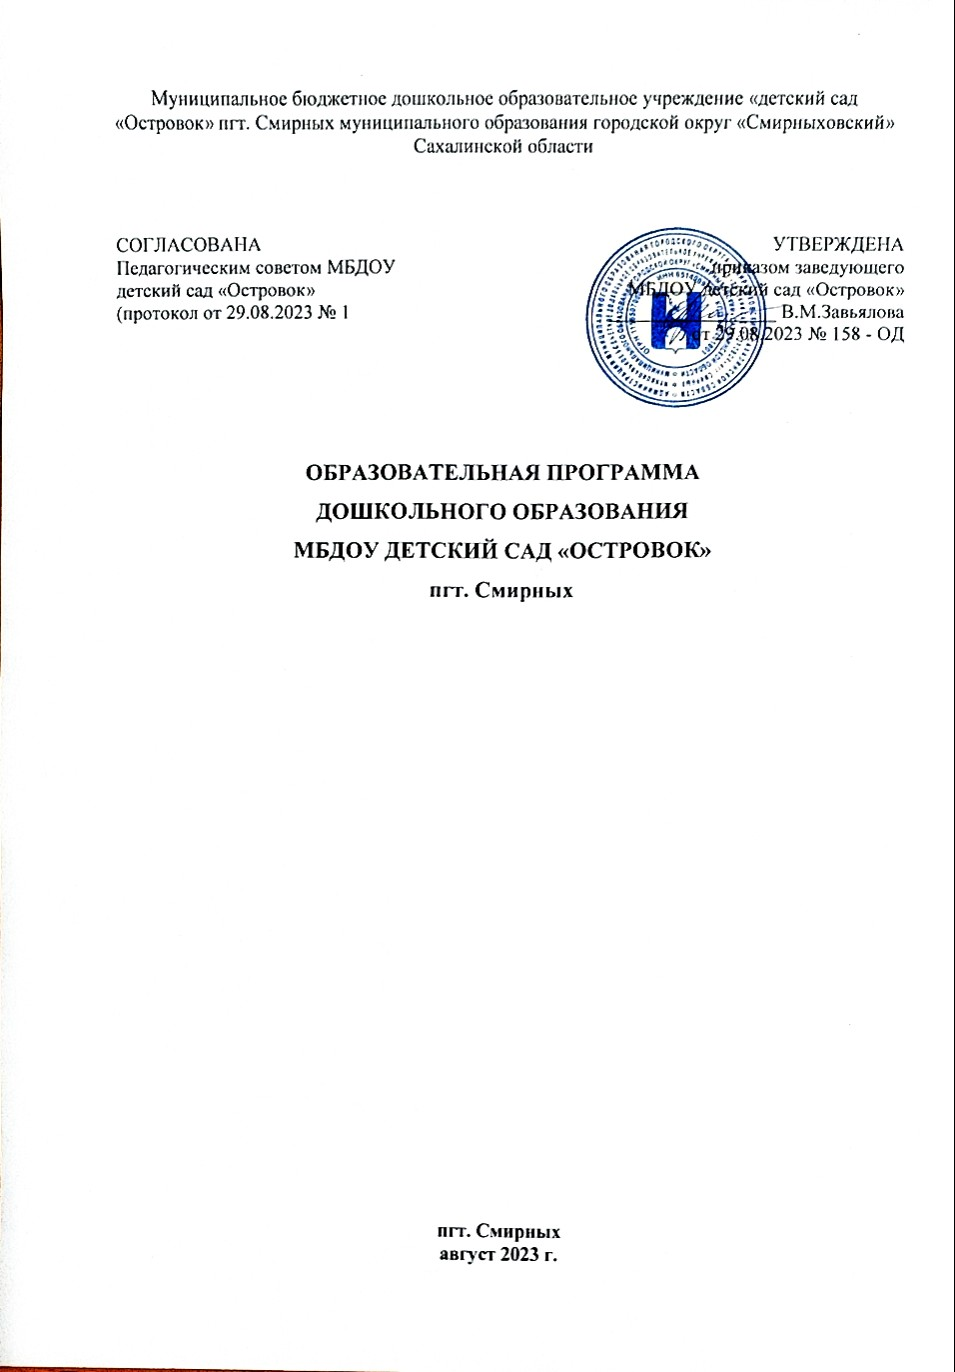 Муниципальное бюджетное дошкольное образовательное учреждение «детский сад
«Островок» пгт. Смирных муниципального образования городской округ «Смирныховский»
Сахалинской области
СОГЛАСОВАНА
Педагогическим советом МБДОУ
детский сад «Островок»
(протокол от 29.08.2023 № 1
УТВЕРЖДЕНА
приказом заведующего
МБДОУ детский сад «Островок»
В.М.Завьялова
от 29.08.2023 № 158 - ОД
ОБРАЗОВАТЕЛЬНАЯ ПРОГРАММА
ДОШКОЛЬНОГО ОБРАЗОВАНИЯ
МБДОУ ДЕТСКИЙ САД «ОСТРОВОК»
пгт. Смирных
пгт. Смирных
август 2023 г.